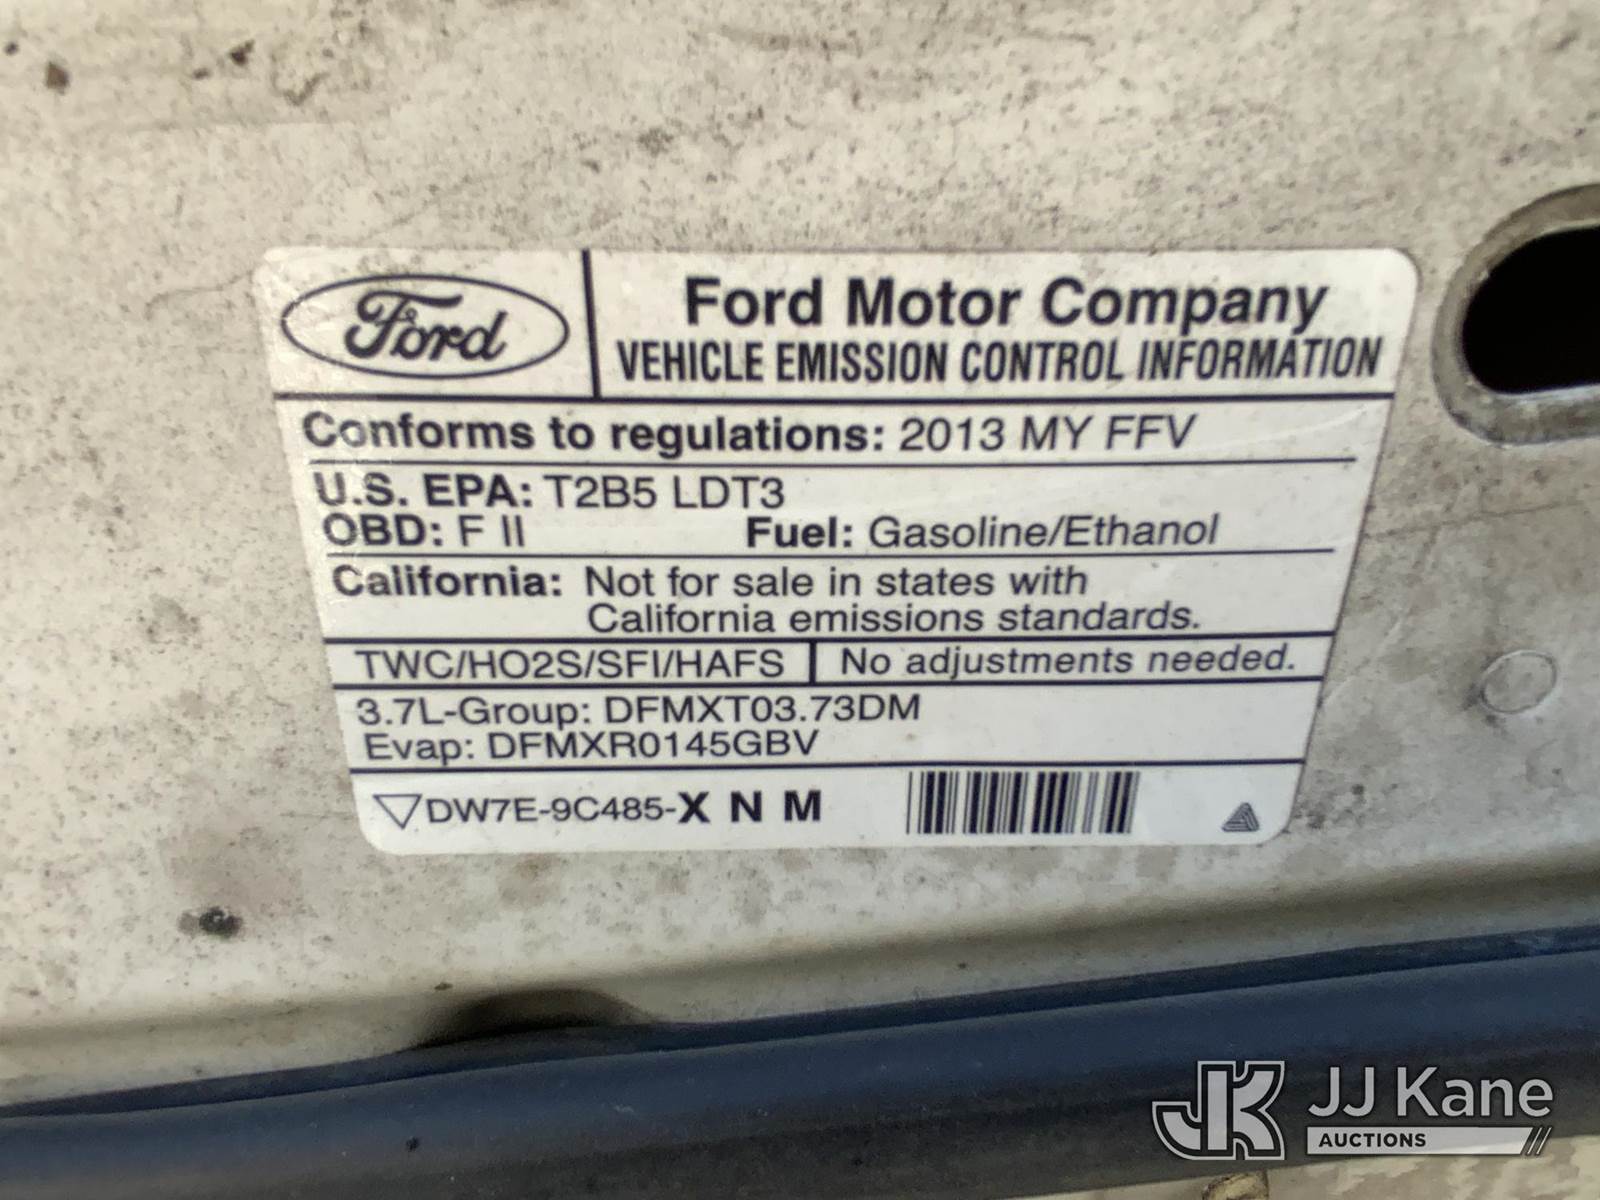 Ford
Ford Motor Company
VEHICLE EMISSION CONTROL INFORMATION
Conforms to regulations: 2013 MY FFV
U.S. EPA: T2B5 LDT3
OBD: F II Fuel: Gasoline/Ethanol
California: Not for sale in states with
California emissions standards.
TWC/HO2S/SFI/HAFS No adjustments needed.
3.7L-Group: DFMXT03.73DM
Evap: DFMXR0145GBV
DW7E-9C485-X N M
JK JJ Kane
AUCTIONS